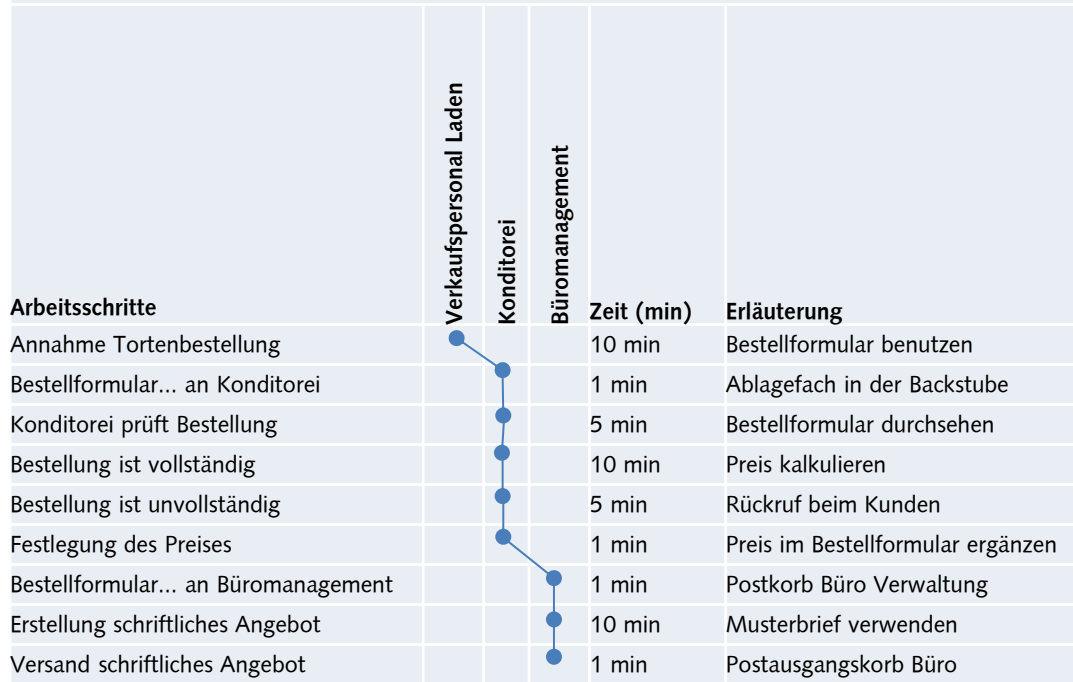 Arbeitsschritte Verkaufspersonal Laden Konditorei Büromanagement Zeit (min) Erläuterung
Annahme Tortenbestellung 10 min Bestellformular benutzen
Bestellformular... an Konditorei 1 min Ablagefach in der Backstube
Konditorei prüft Bestellung 5 min Bestellformular durchsehen
Bestellung ist vollständig 10 min Preis kalkulieren
Bestellung ist unvollständig 5 min Rückruf beim Kunden
Festlegung des Preises 1 min Preis im Bestellformular ergänzen
Bestellformular... an Büromanagement 1 min Postkorb Büro Verwaltung
Erstellung schriftliches Angebot 10 min Musterbrief verwenden
Versand schriftliches Angebot 1 min Postausgangskorb Büro